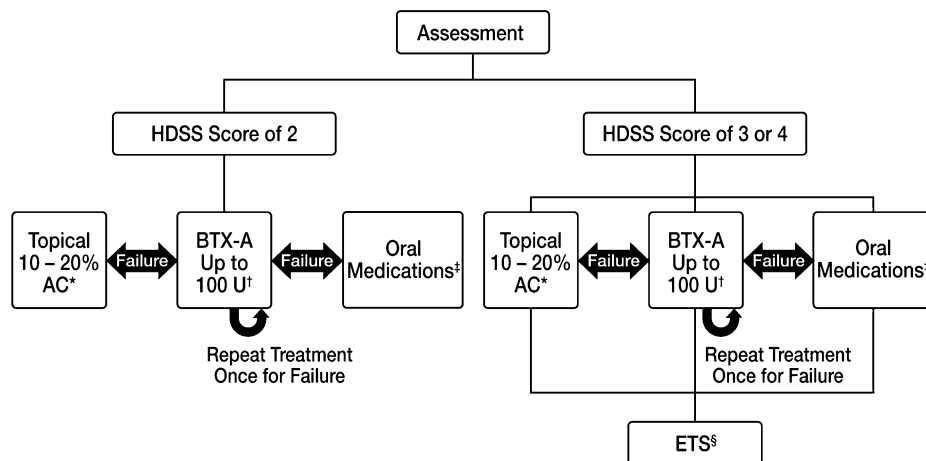 Assessment
HDSS Score of 2
HDSS Score of 3 or 4
Topical
10 – 20%
AC*
Failure
BTX-A
Up to
100 U†
Failure
Oral
Medications‡
Repeat Treatment
Once for Failure
Topical
10 – 20%
AC*
Failure
BTX-A
Up to
100 U†
Failure
Oral
Medications‡
Repeat Treatment
Once for Failure
ETS§